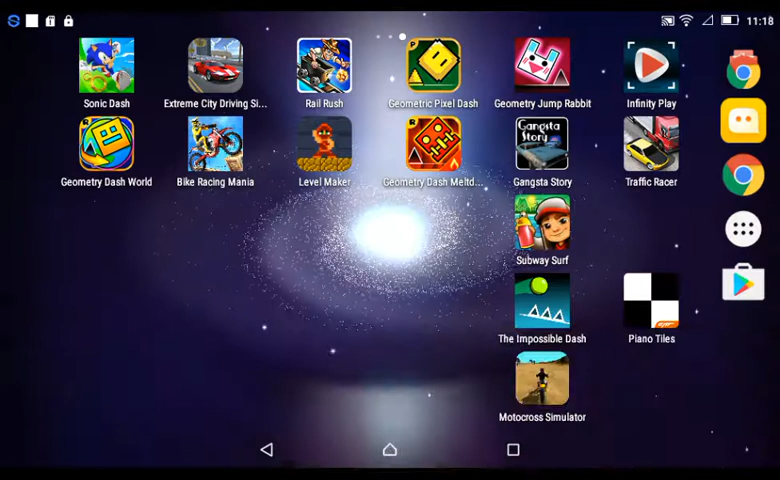 11:18
Sonic Dash
Extreme City Driving Si...
Rail Rush
Geometric Pixel Dash
Geometry Jump Rabbit
Infinity Play
Geometry Dash World
Bike Racing Mania
Level Maker
Geometry Dash Meltd...
Gangsta Story
Gangsta Story
Traffic Racer
Subway Surf
The Impossible Dash
Piano Tiles
Motocross Simulator